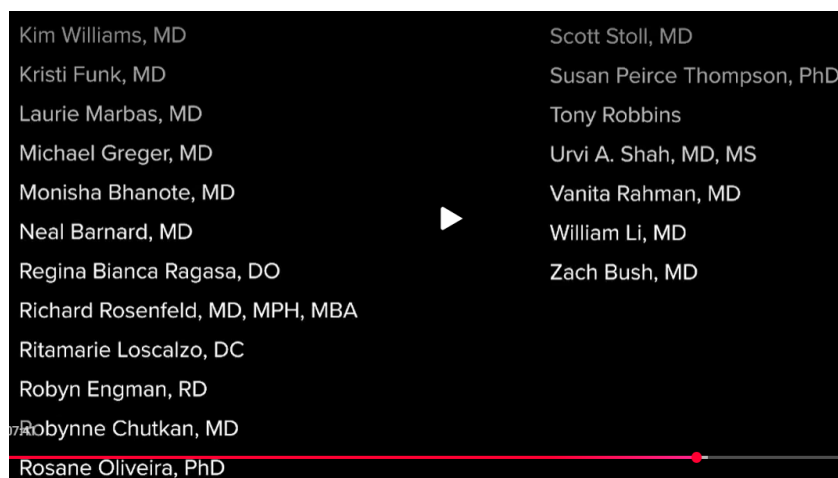 Kim Williams, MD
Kristi Funk, MD
Laurie Marbas, MD
Michael Greger, MD
Monisha Bhanote, MD
Neal Barnard, MD
Regina Bianca Ragasa, DO
Richard Rosenfeld, MD, MPH, MBA
Ritamarie Loscalzo, DC
Robyn Engman, RD
Robynne Chutkan, MD
Rosane Oliveira, PhD
Scott Stoll, MD
Susan Peirce Thompson, PhD
Tony Robbins
Urvi A. Shah, MD, MS
Vanita Rahman, MD
William Li, MD
Zach Bush, MD